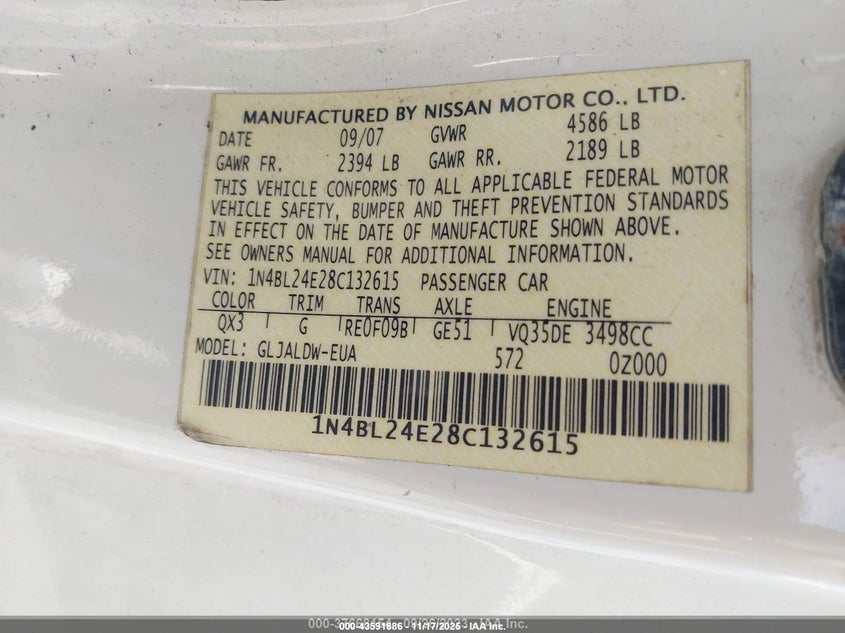 MANUFACTURED BY NISSAN MOTOR CO., LTD.
DATE 09/07 GVWR 4586 LB
GAWR FR. 2394 LB GAWR RR. 2189 LB
THIS VEHICLE CONFORMS TO ALL APPLICABLE FEDERAL MOTOR
VEHICLE SAFETY, BUMPER AND THEFT PREVENTION STANDARDS
IN EFFECT ON THE DATE OF MANUFACTURE SHOWN ABOVE.
SEE OWNERS MANUAL FOR ADDITIONAL INFORMATION.
VIN: 1N4BL24E28C132615 PASSENGER CAR
COLOR TRIM TRANS AXLE ENGINE
QX3 G RE0F09B GE51 VQ35DE 3498CC
MODEL: GLJALDW-EUA 572 0Z000
1N4BL24E28C132615
000-43591686 - 11/17/2025 - IAA Inc.